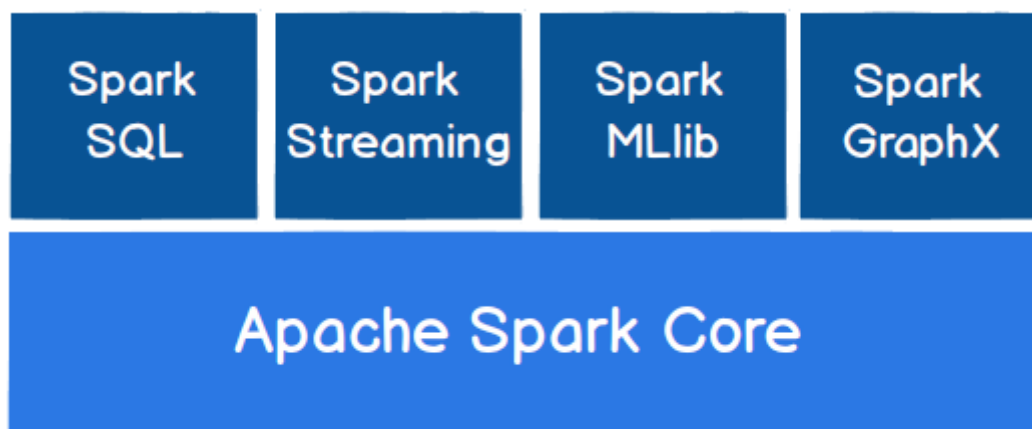 Spark
SQL
Spark
Streaming
Spark
MLlib
Spark
GraphX
Apache Spark Core